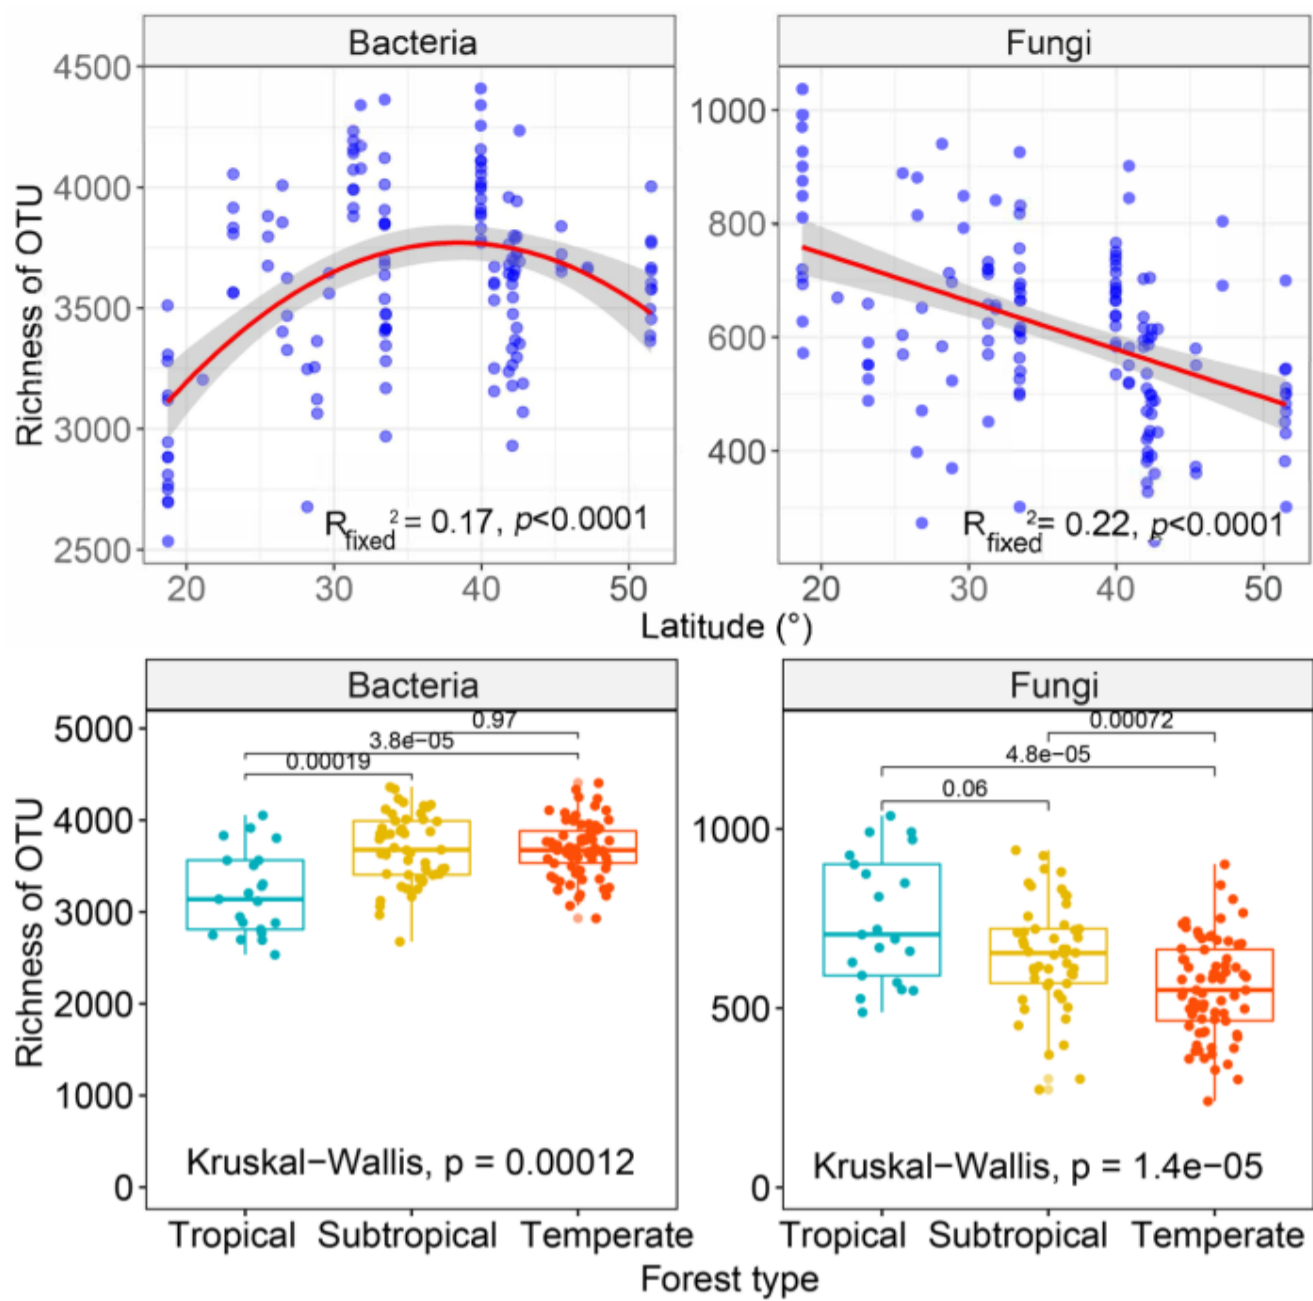 Bacteria
Fungi
Richness of OTU
4500
4000
3500
3000
2500
R fixed 2 = 0.17, p<0.0001
20 30 40 50
1000
800
600
400
R fixed 2 = 0.22, p<0.0001
20 30 40 50
Latitude (°)
Bacteria
Fungi
Richness of OTU
5000
4000
3000
2000
1000
0
0.97
3.8e−05
0.00019
Kruskal−Wallis, p = 0.00012
Tropical Subtropical Temperate
1000
500
0
0.00072
4.8e−05
0.06
Kruskal−Wallis, p = 1.4e−05
Tropical Subtropical Temperate
Forest type